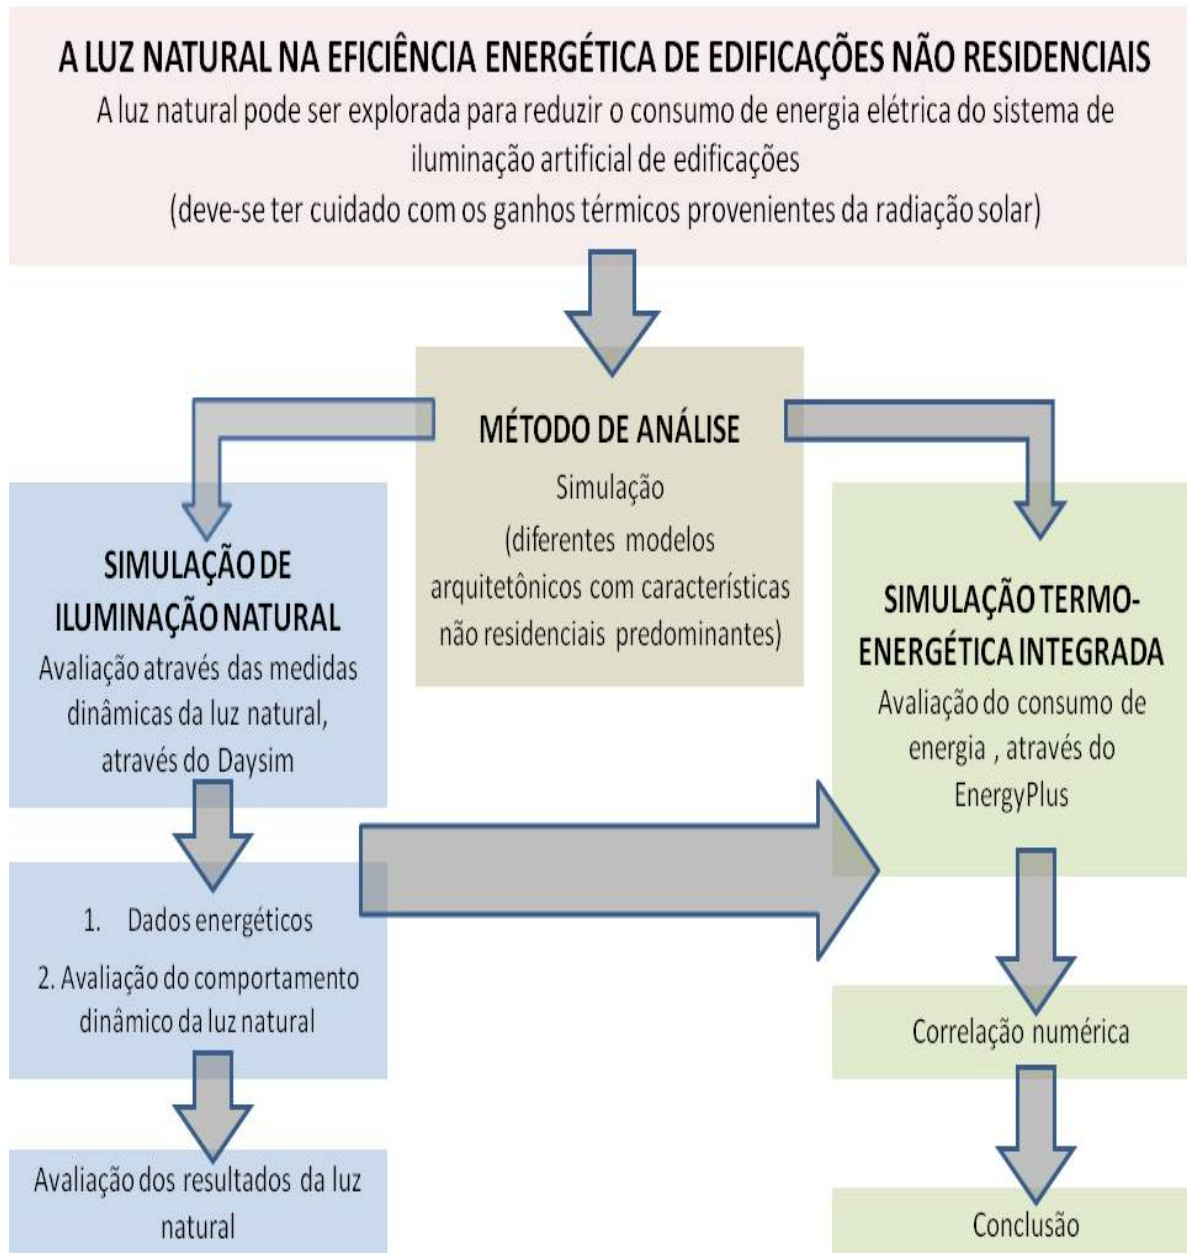 A LUZ NATURAL NA EFICIÊNCIA ENERGÉTICA DE EDIFICAÇÕES NÃO RESIDENCIAIS
A luz natural pode ser explorada para reduzir o consumo de energia elétrica do sistema de
iluminação artificial de edificações
(deve-se ter cuidado com os ganhos térmicos provenientes da radiação solar)
MÉTODO DE ANÁLISE
Simulação
(diferentes modelos
arquitetônicos com características
não residenciais predominantes)
SIMULAÇÃO DE
ILUMINAÇÃO NATURAL
Avaliação através das medidas
dinâmicas da luz natural,
através do Daysim
1. Dados energéticos
2. Avaliação do comportamento
dinâmico da luz natural
Avaliação dos resultados da luz
natural
SIMULAÇÃO TERMO-
ENERGÉTICA INTEGRADA
Avaliação do consumo de
energia , através do
EnergyPlus
Correlação numérica
Conclusão